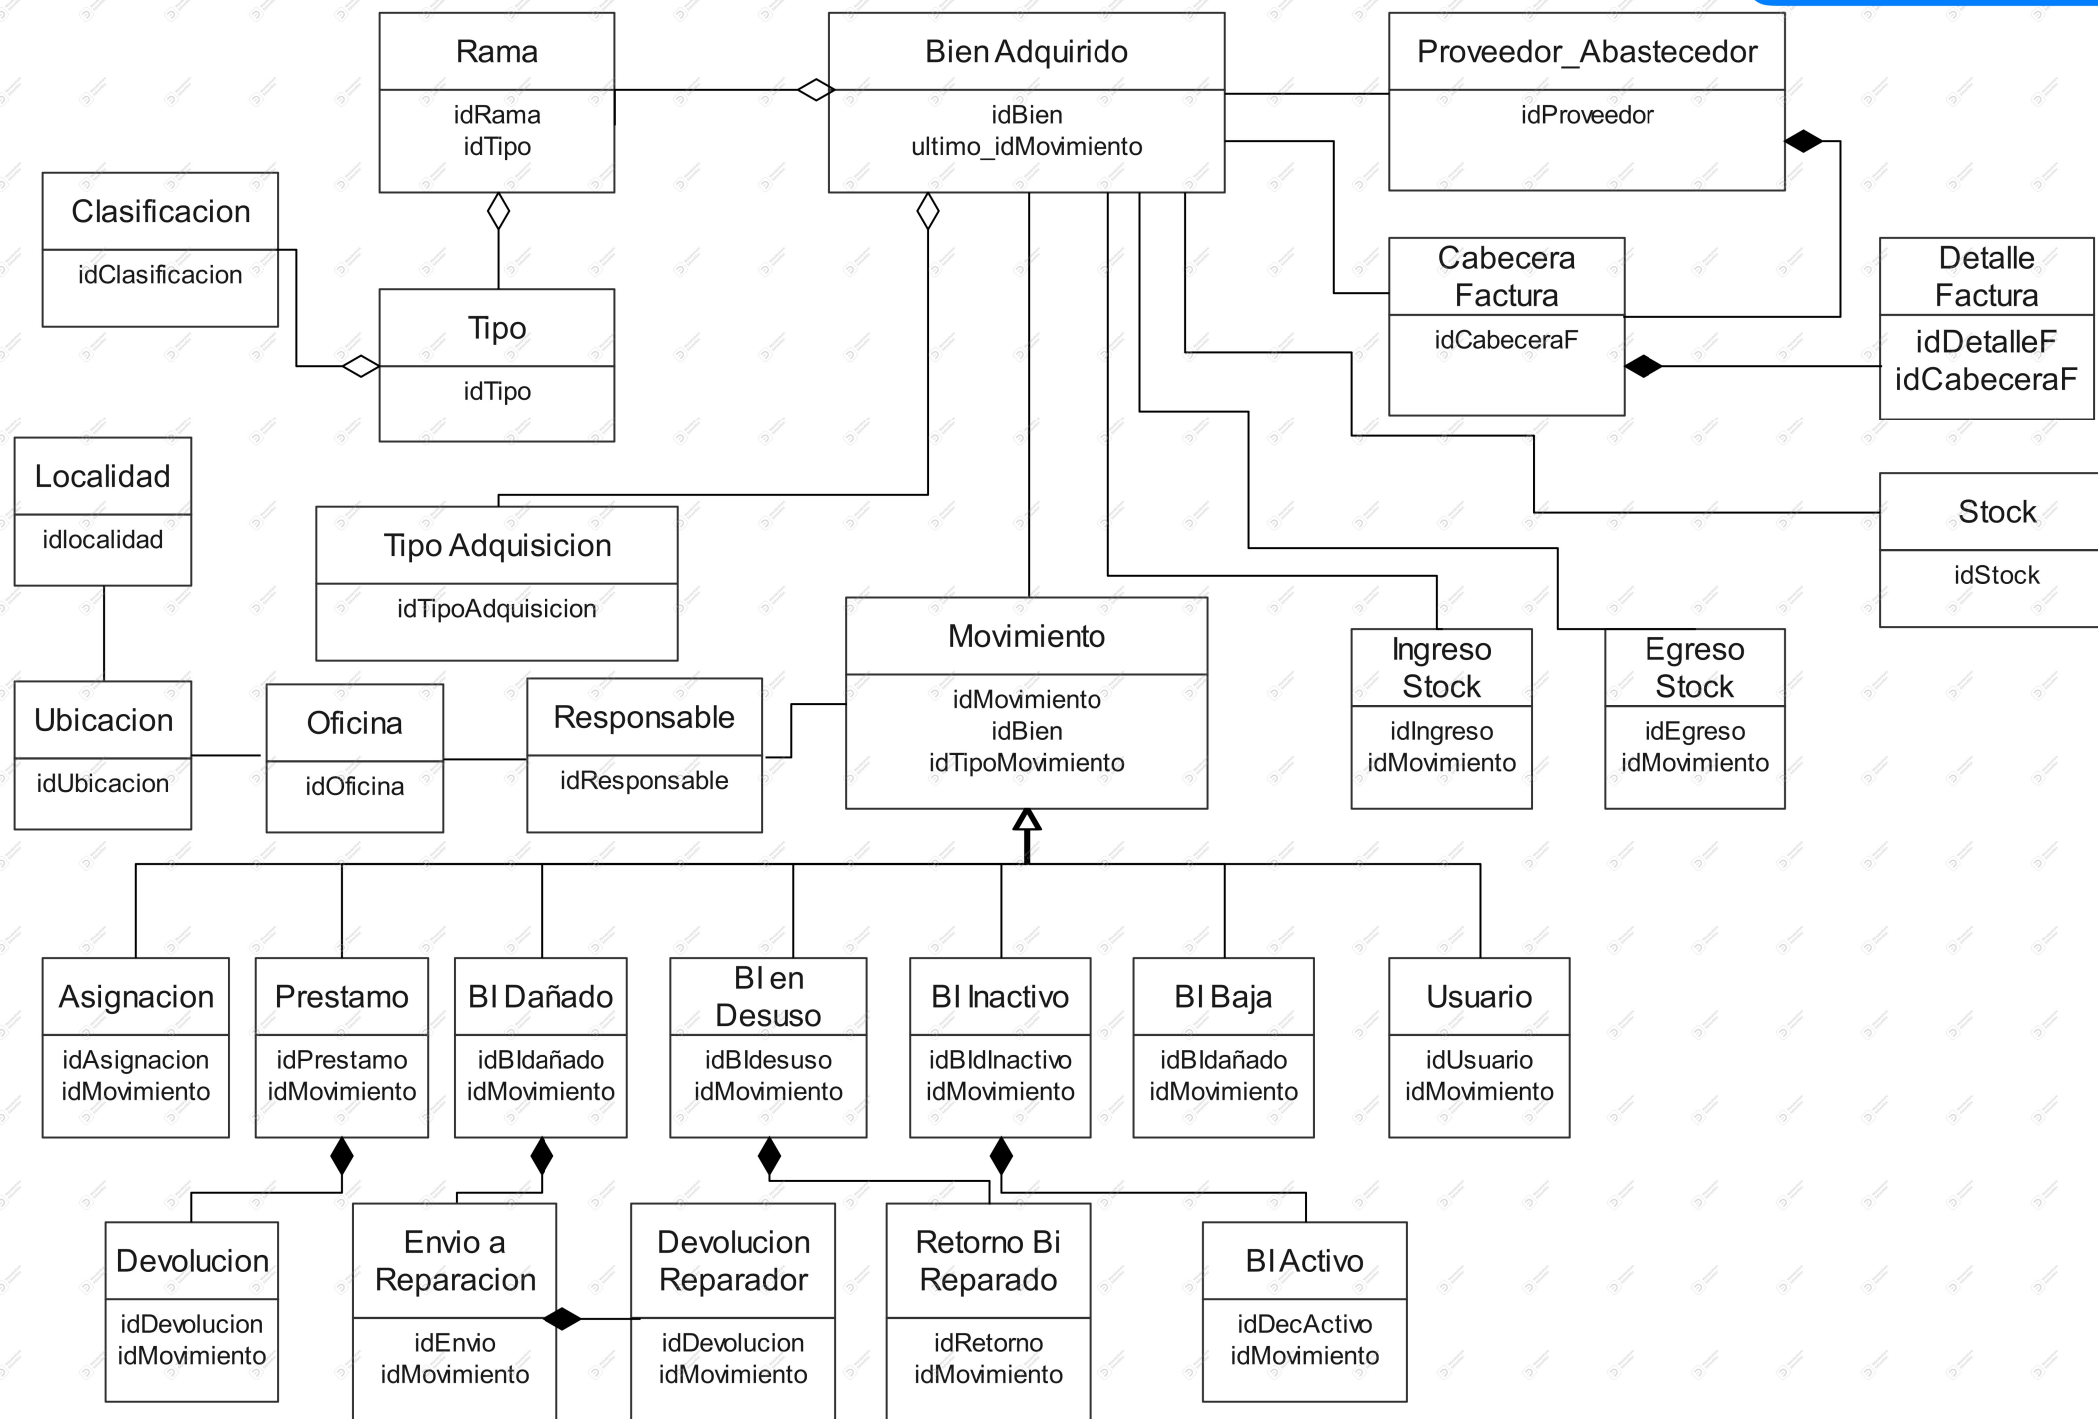 Rama
idRama
idTipo
Bien Adquirido
idBien
ultimo_idMovimiento
Proveedor_Abastecedor
idProveedor
Clasificacion
idClasificacion
Tipo
idTipo
Cabecera
Factura
idCabeceraF
Detalle
Factura
idDetalleF
idCabeceraF
Localidad
idlocalidad
Tipo Adquisicion
idTipoAdquisicion
Stock
idStock
Ubicacion
idUbicacion
Oficina
idOficina
Responsable
idResponsable
Movimiento
idMovimiento
idBien
idTipoMovimiento
Ingreso
Stock
idIngreso
idMovimiento
Egreso
Stock
idEgreso
idMovimiento
Asignacion
idAsignacion
idMovimiento
Prestamo
idPrestamo
idMovimiento
BI Dañado
idBIdañado
idMovimiento
BI en
Desuso
idBIdesuso
idMovimiento
BI Inactivo
idBIdInactivo
idMovimiento
BI Baja
idBIdañado
idMovimiento
Usuario
idUsuario
idMovimiento
Devolucion
idDevolucion
idMovimiento
Envio a
Reparacion
idEnvio
idMovimiento
Devolucion
Reparador
idDevolucion
idMovimiento
Retorno Bi
Reparado
idRetorno
idMovimiento
BI Activo
idDecActivo
idMovimiento